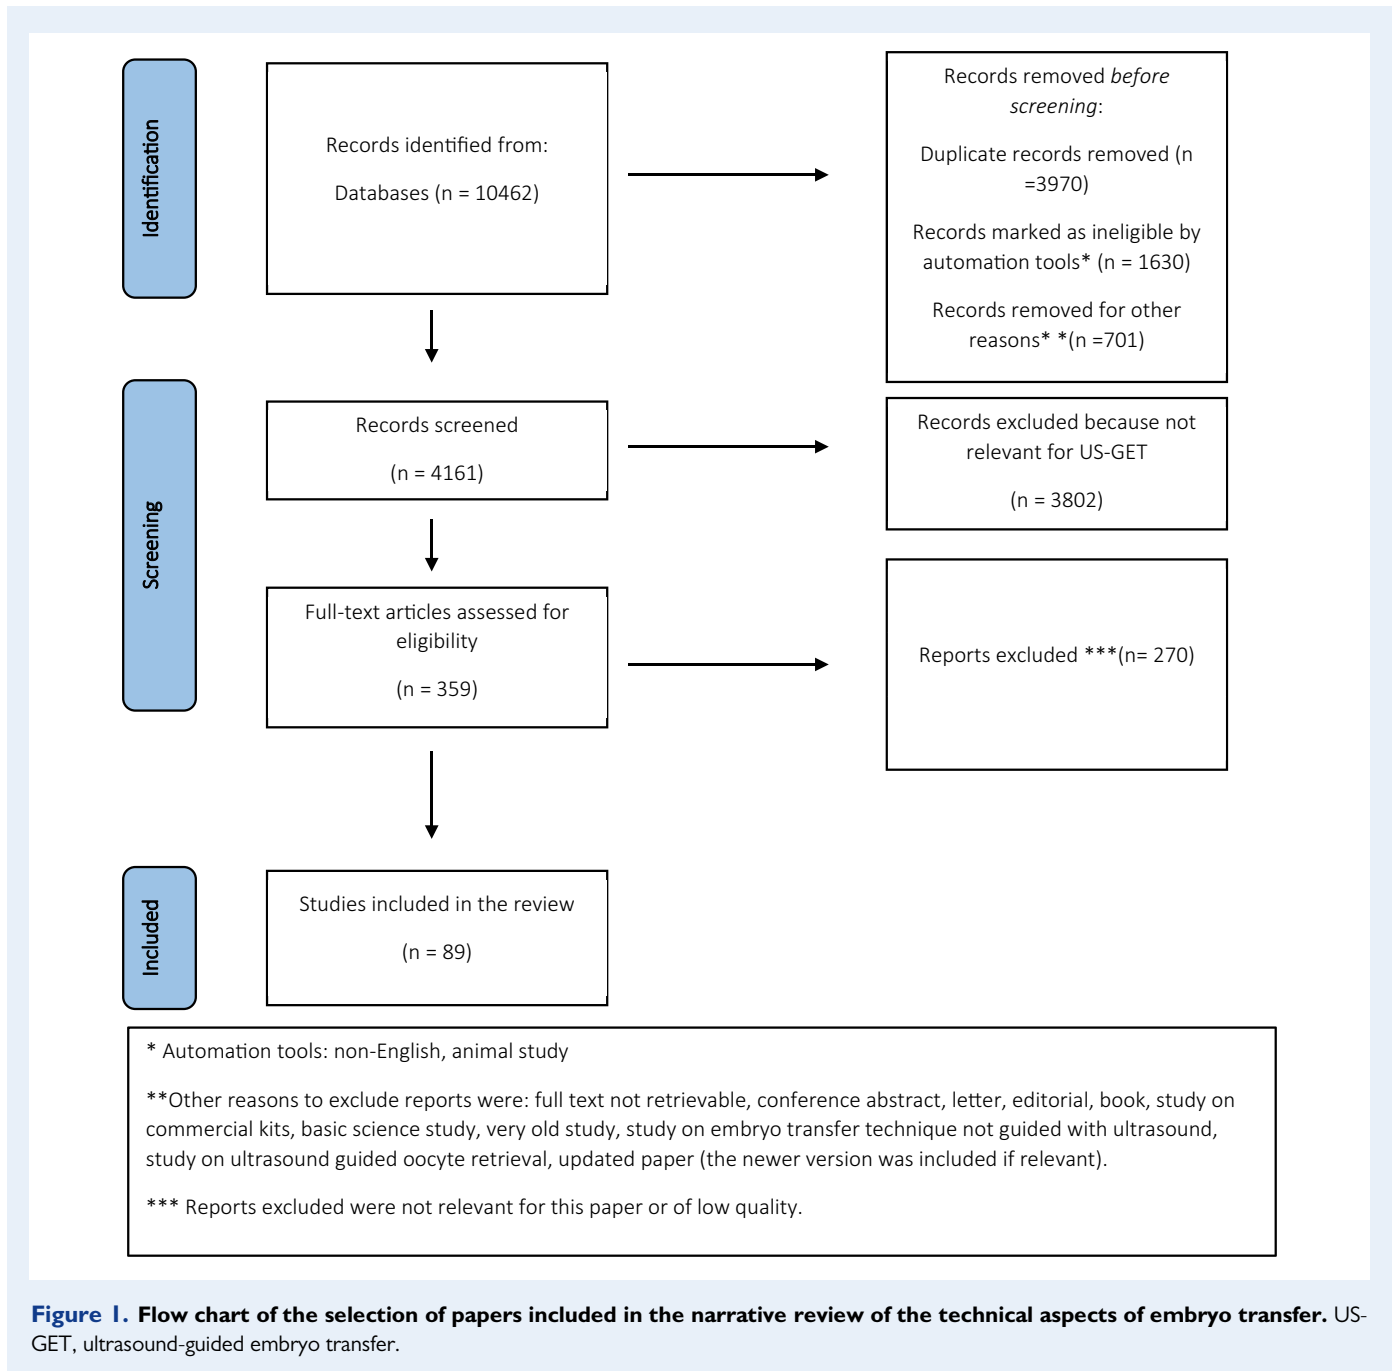 Identification
Records identified from:
Databases (n = 10462)
Records removed before
screening:
Duplicate records removed (n
=3970)
Records marked as ineligible by
automation tools* (n = 1630)
Records removed for other
reasons* *(n =701)
Screening
Records screened
(n = 4161)
Records excluded because not
relevant for US-GET
(n = 3802)
Full-text articles assessed for
eligibility
(n = 359)
Reports excluded ***(n= 270)
Included
Studies included in the review
(n = 89)
* Automation tools: non-English, animal study
**Other reasons to exclude reports were: full text not retrievable, conference abstract, letter, editorial, book, study on
commercial kits, basic science study, very old study, study on embryo transfer technique not guided with ultrasound,
study on ultrasound guided oocyte retrieval, updated paper (the newer version was included if relevant).
*** Reports excluded were not relevant for this paper or of low quality.
Figure 1. Flow chart of the selection of papers included in the narrative review of the technical aspects of embryo transfer. US-
GET, ultrasound-guided embryo transfer.